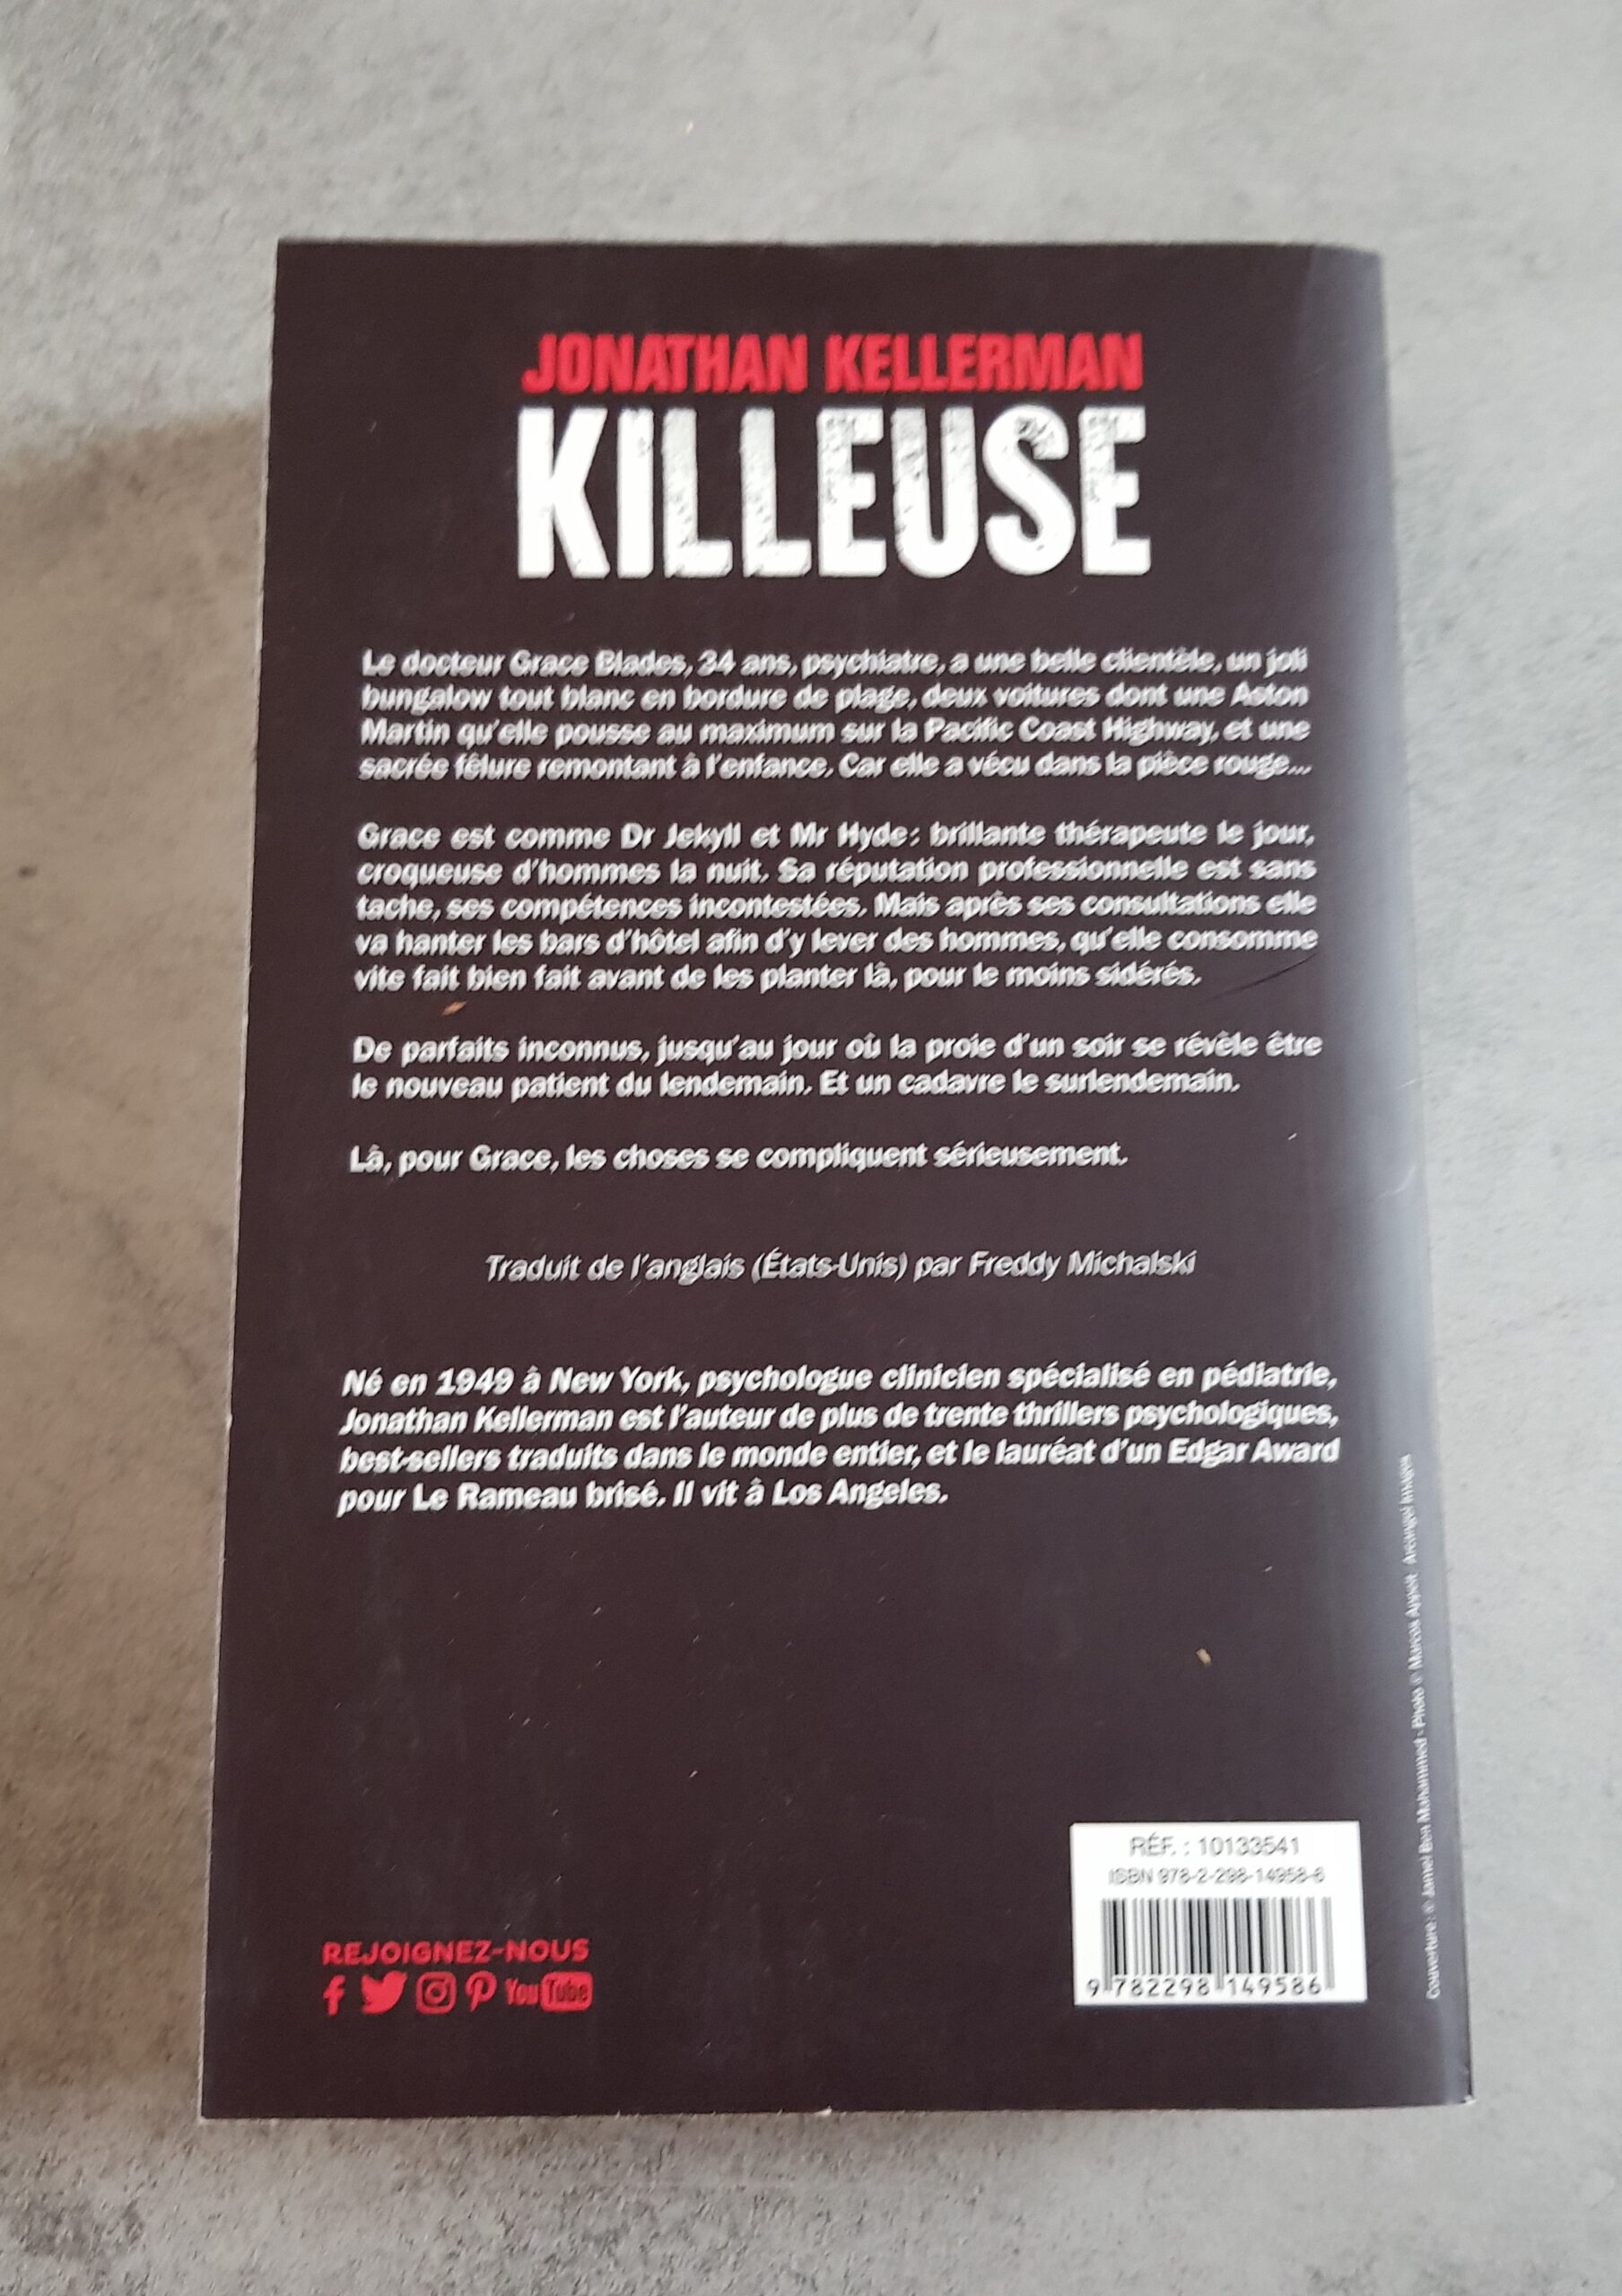 JONATHAN KELLERMAN
KILLEUSE
Le docteur Grace Blades, 34 ans, psychiatre, a une belle clientèle, un joli
bungalow tout blanc en bordure de plage, deux voitures dont une Aston
Martin qu'elle pousse au maximum sur la Pacific Coast Highway, et une
sacrée fêlure remontant à l'enfance. Car elle a vécu dans la pièce rouge...
Grace est comme Dr Jekyll et Mr Hyde : brillante thérapeute le jour,
croqueuse d'hommes la nuit. Sa réputation professionnelle est sans
tache, ses compétences incontestées. Mais après ses consultations elle
va hanter les bars d'hôtel afin d'y lever des hommes, qu'elle consomme
vite fait bien fait avant de les planter là, pour le moins sidérés.
De parfaits inconnus, jusqu'au jour où la proie d'un soir se révèle être
le nouveau patient du lendemain. Et un cadavre le surlendemain.
Là, pour Grace, les choses se compliquent sérieusement.
Traduit de l'anglais (États-Unis) par Freddy Michalski
Né en 1949 à New York, psychologue clinicien spécialisé en pédiatrie,
Jonathan Kellerman est l'auteur de plus de trente thrillers psychologiques,
best-sellers traduits dans le monde entier, et le lauréat d'un Edgar Award
pour Le Rameau brisé. Il vit à Los Angeles.
Couverture : © Jamel Ben Mahammed - Photo © Marcos Appelt Arcangel Images
RÉF. : 10133541
ISBN 978-2-298-14958-6
9 782298 149586
REJOIGNEZ-NOUS
YouTube